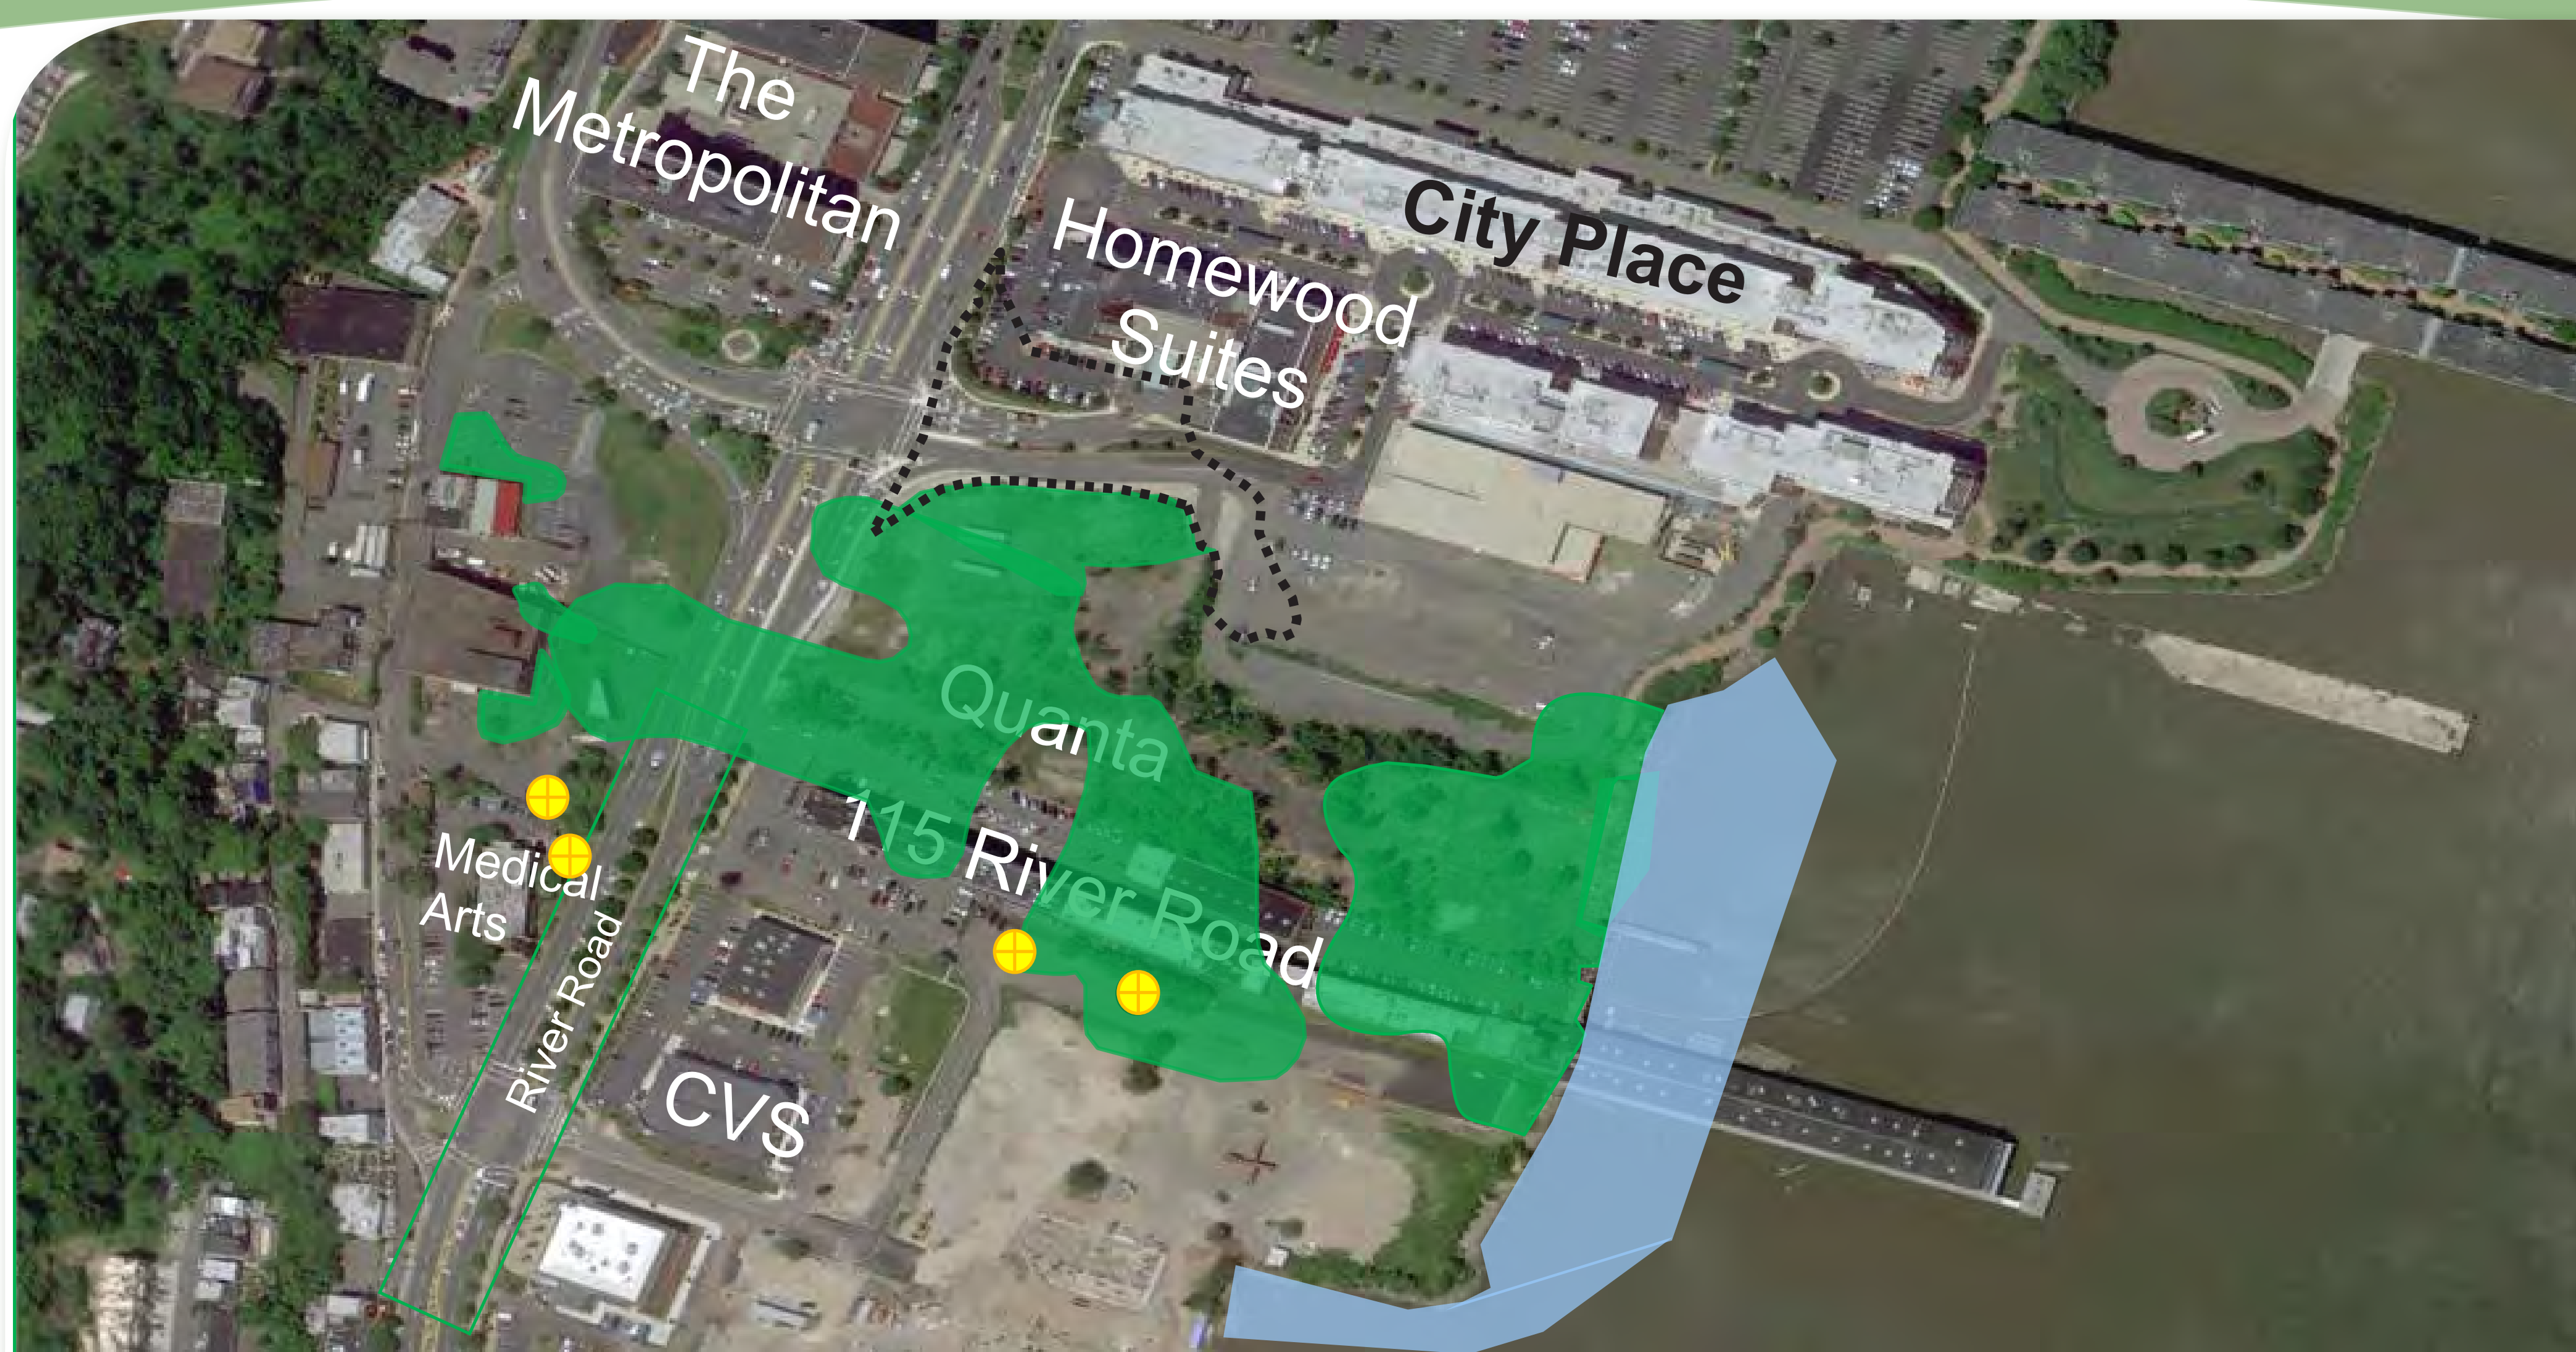 The
Metropolitan
Homewood
Suites
City Place
Quanta
115 River Road
Medical
Arts
River Road
CVS